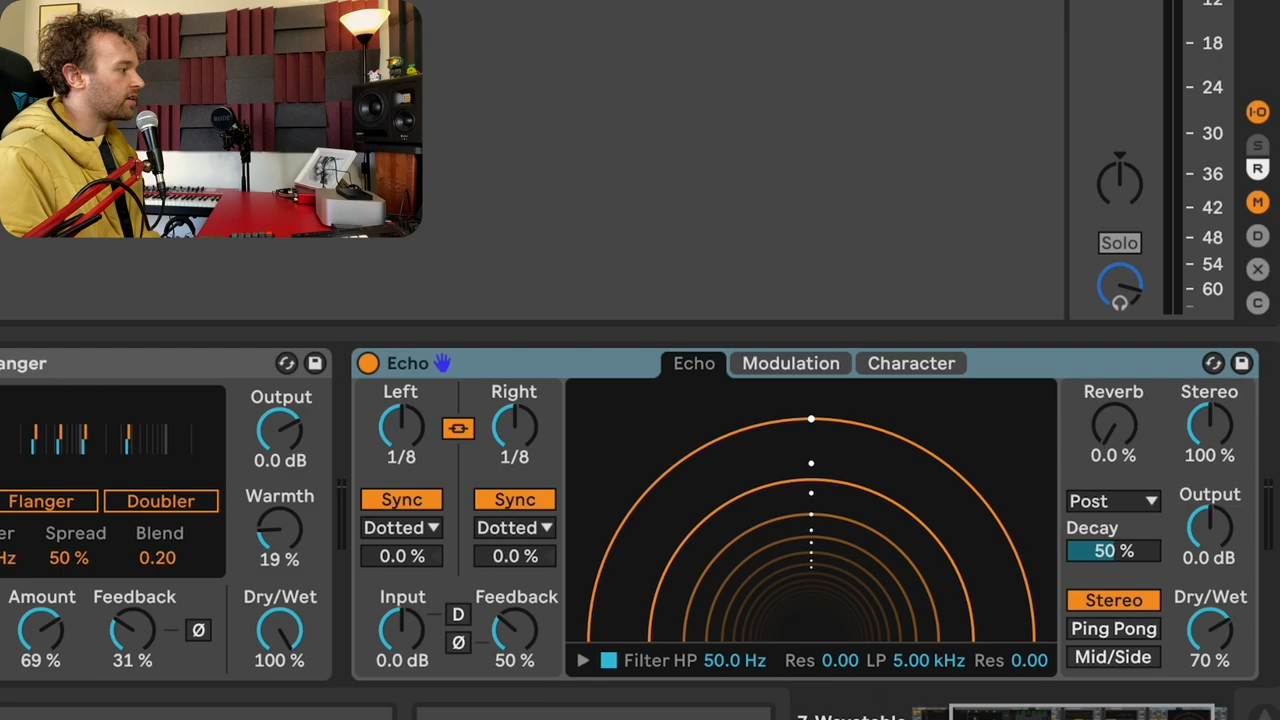 12
18
24
30
36
42
48
54
60
Solo
I·O
S
R
M
D
X
C
anger
Output
0.0 dB
Flanger Doubler
Warmth
19 %
er Spread Blend
Hz 50 % 0.20
Amount Feedback Dry/Wet
Ø
69 % 31 % 100 %
Echo
Echo Modulation Character
Left Right
1/8 1/8
Sync Sync
Dotted Dotted
0.0 % 0.0 %
Input D Feedback
Ø
0.0 dB 50 %
Filter HP 50.0 Hz Res 0.00 LP 5.00 kHz Res 0.00
Reverb Stereo
0.0 % 100 %
Post Output
Decay
50 % 0.0 dB
Stereo Dry/Wet
Ping Pong
Mid/Side 70 %